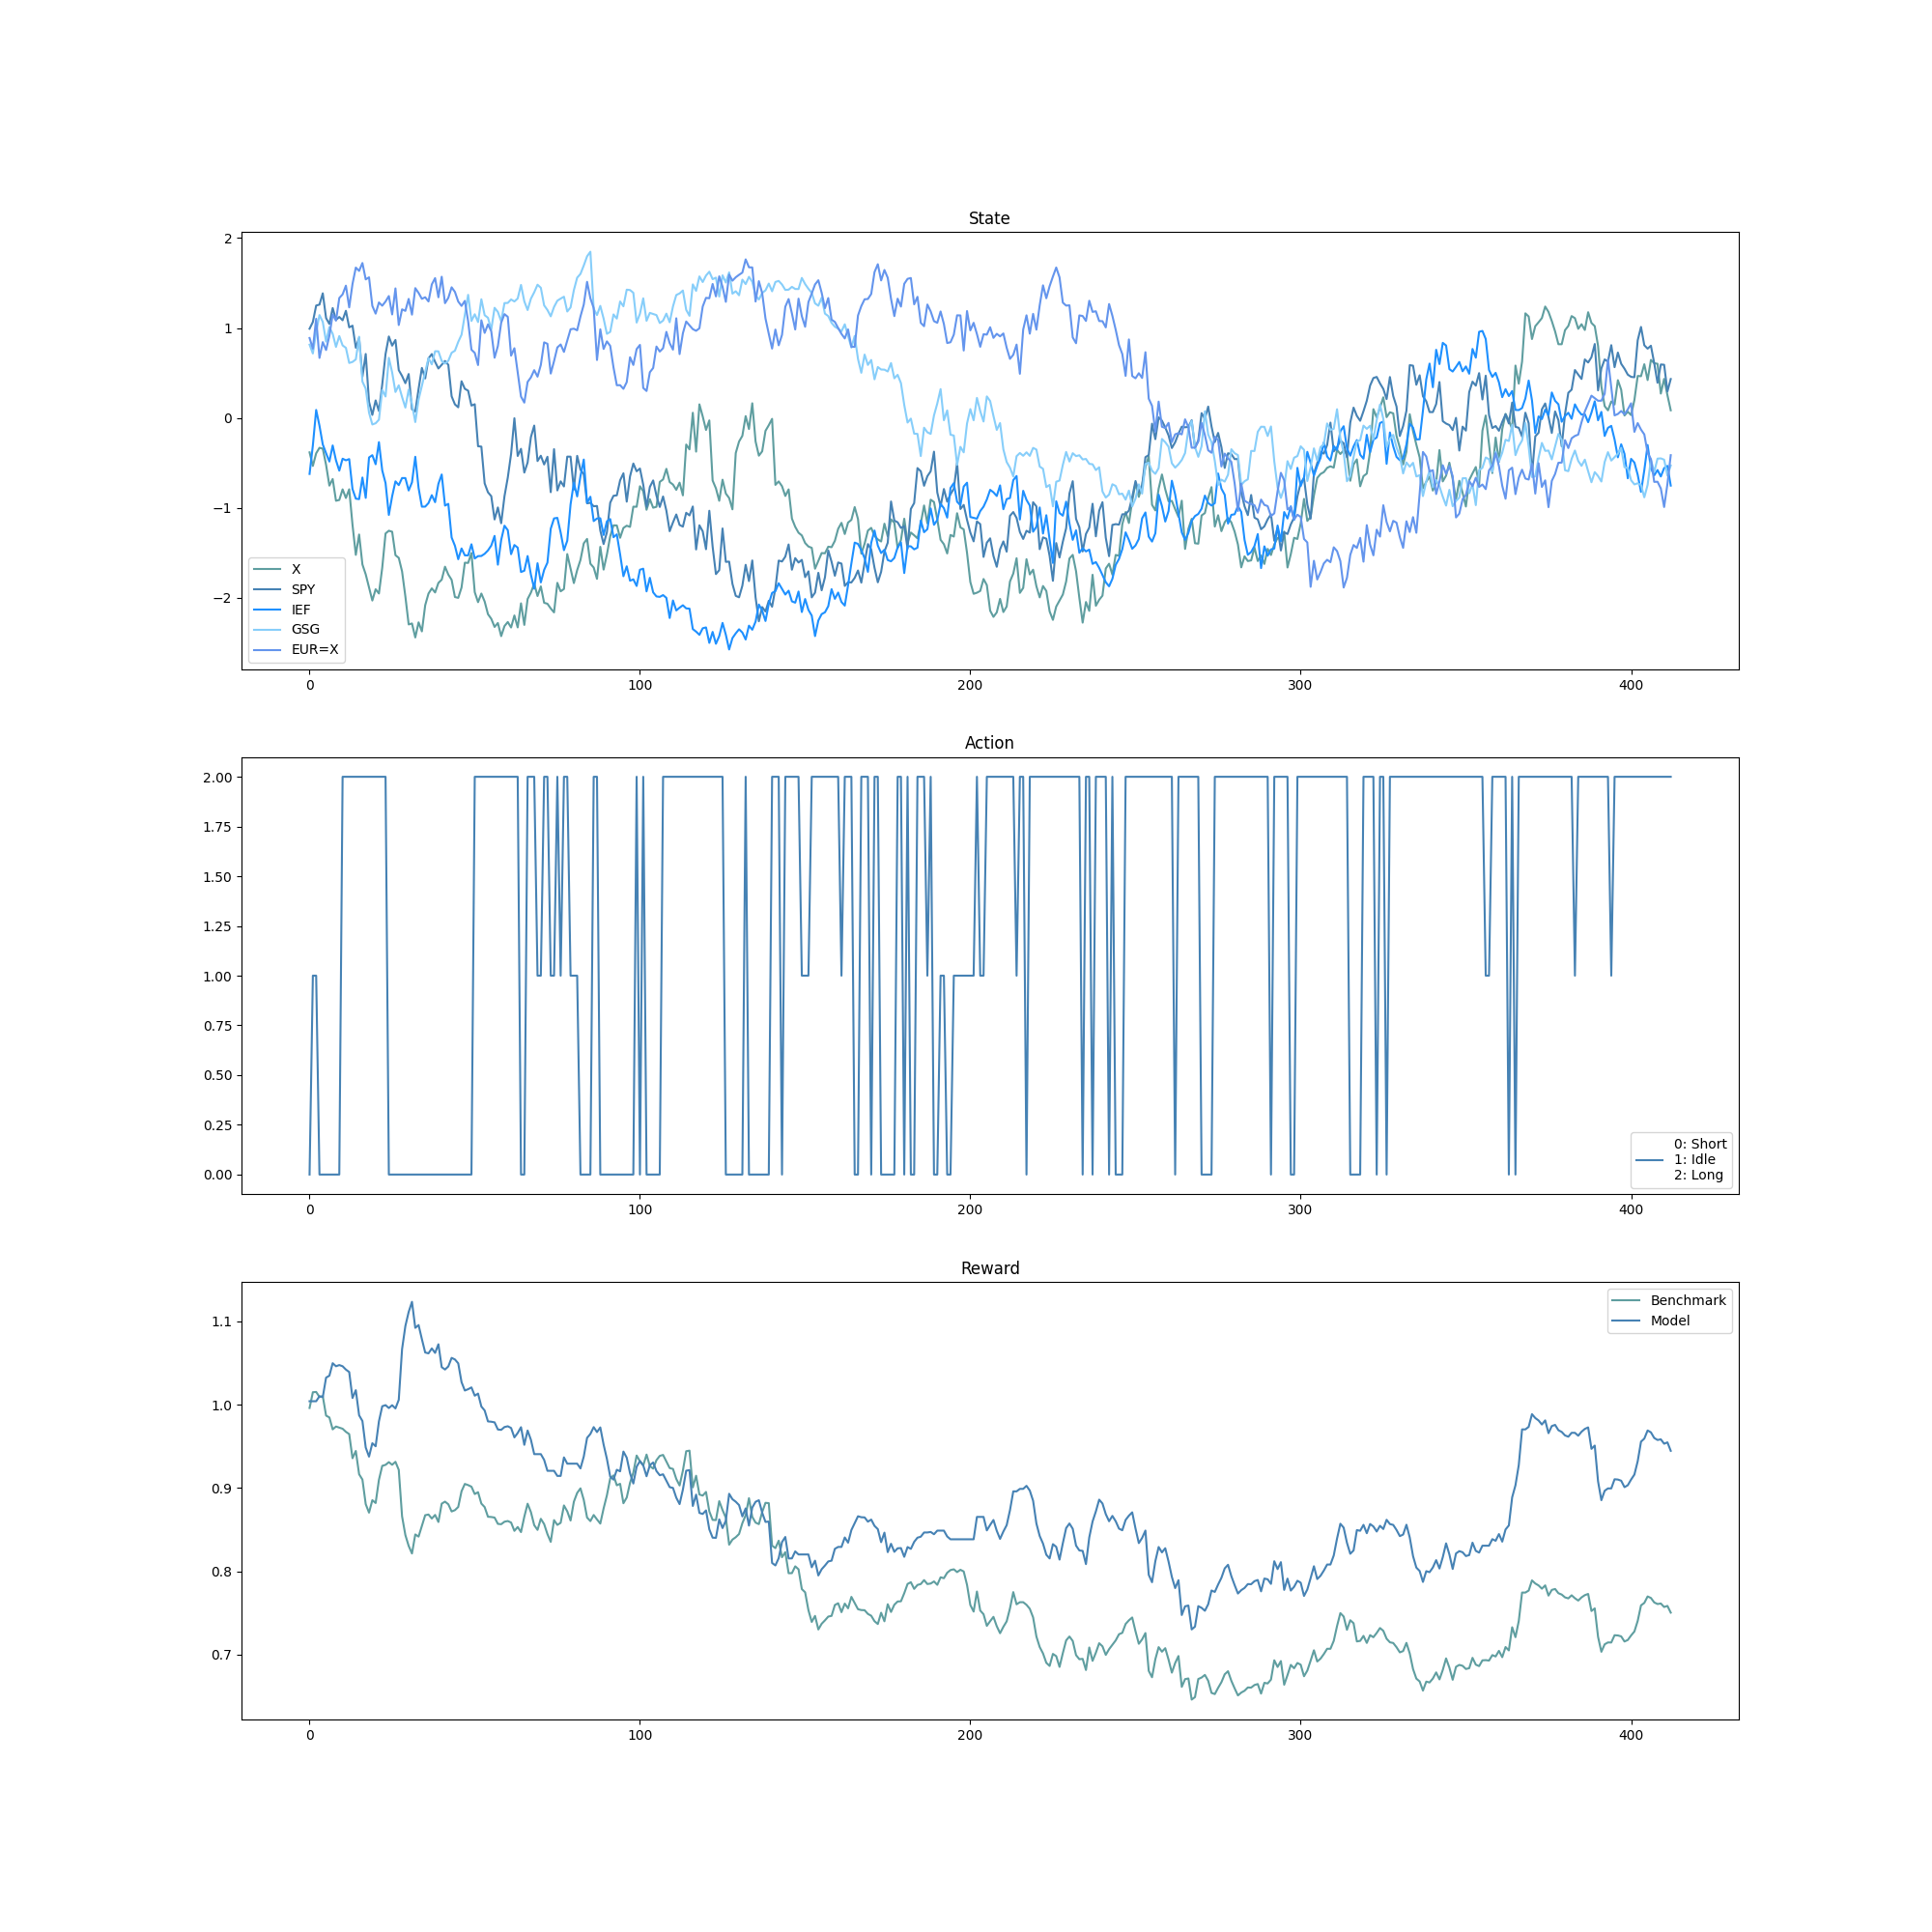 State
2
1
0
−1
−2
X
SPY
IEF
GSG
EUR=X
0 100 200 300 400
Action
2.00
1.75
1.50
1.25
1.00
0.75
0.50
0.25
0.00
0: Short
1: Idle
2: Long
0 100 200 300 400
Reward
1.1
1.0
0.9
0.8
0.7
Benchmark
Model
0 100 200 300 400